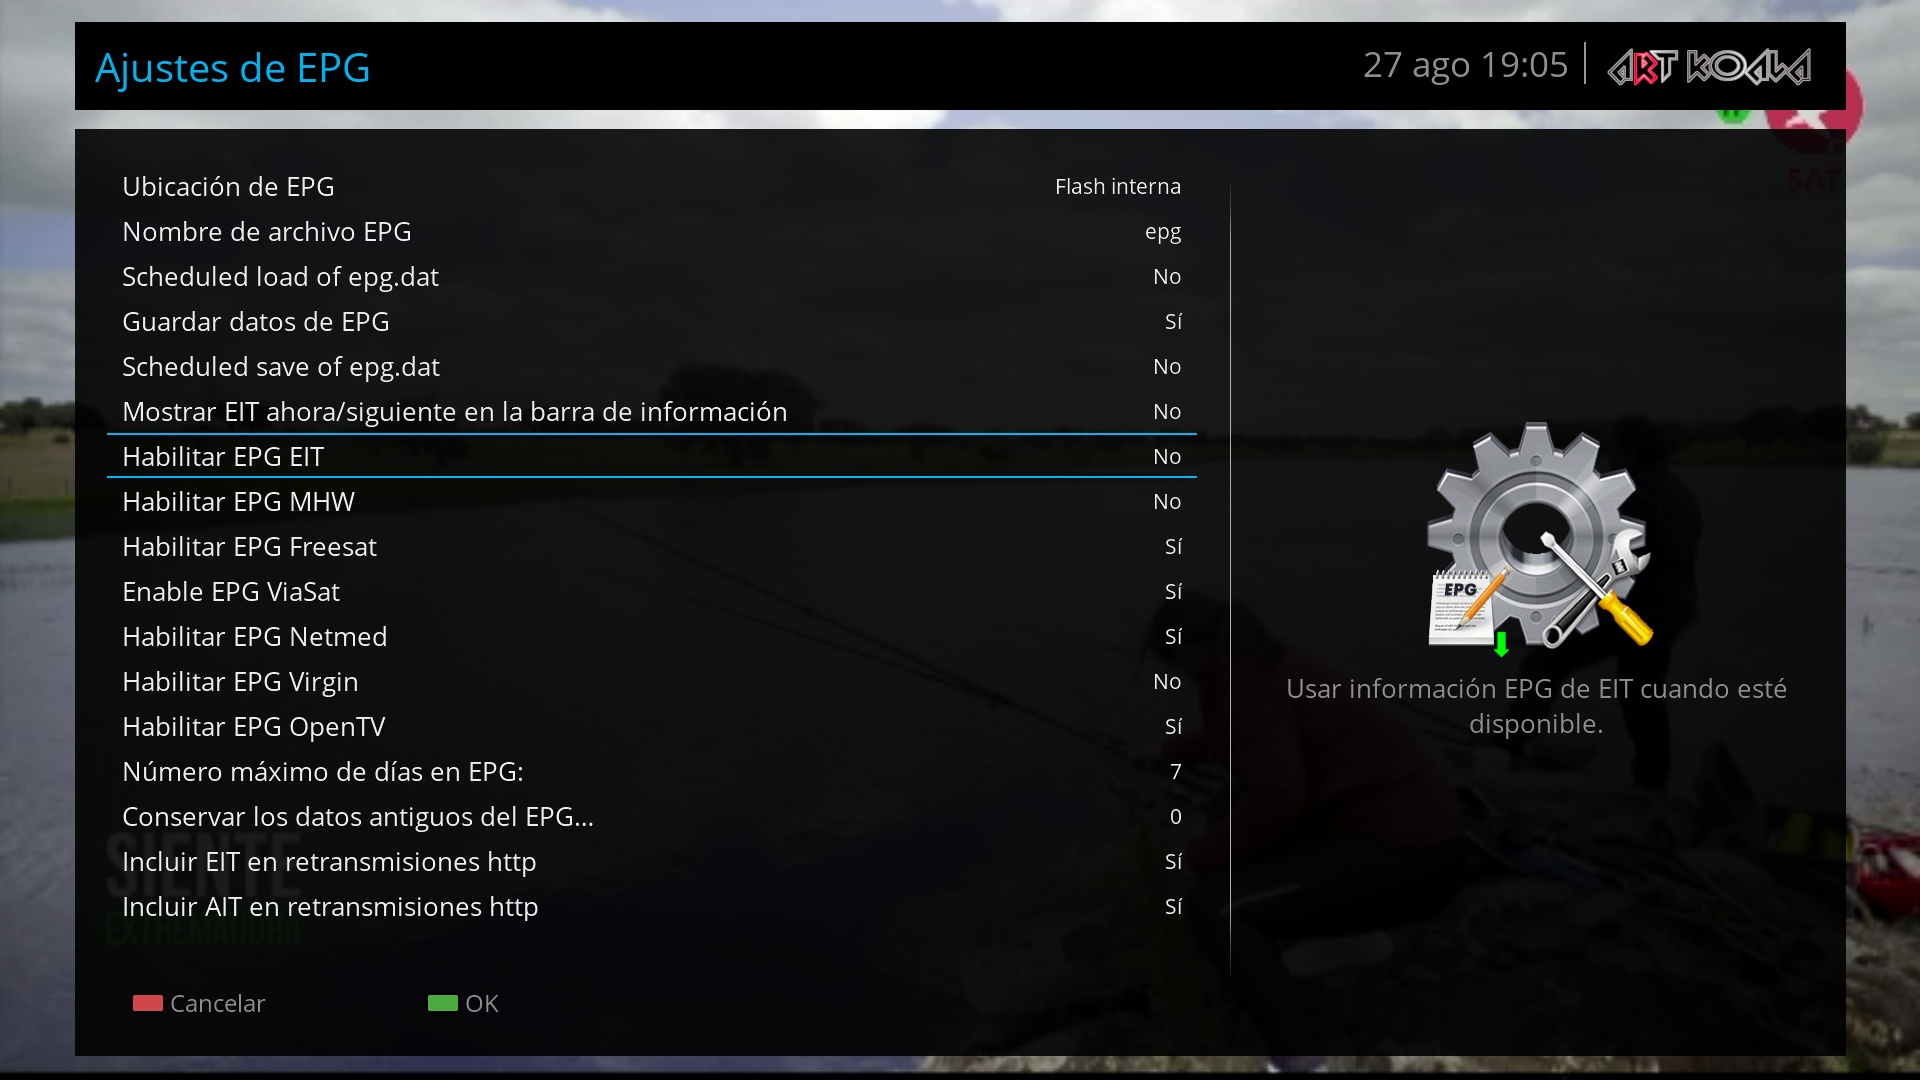 Ajustes de EPG
27 ago 19:05
ART KOALA
SAT
Ubicación de EPG Flash interna
Nombre de archivo EPG epg
Scheduled load of epg.dat No
Guardar datos de EPG Sí
Scheduled save of epg.dat No
Mostrar EIT ahora/siguiente en la barra de información No
Habilitar EPG EIT No
Habilitar EPG MHW No
Habilitar EPG Freesat Sí
Enable EPG ViaSat Sí
Habilitar EPG Netmed Sí
Habilitar EPG Virgin No
Habilitar EPG OpenTV Sí
Número máximo de días en EPG: 7
Conservar los datos antiguos del EPG... 0
Incluir EIT en retransmisiones http Sí
Incluir AIT en retransmisiones http Sí
SIENTE
EXTREMADURA
Cancelar
OK
EPG
Usar información EPG de EIT cuando esté
disponible.